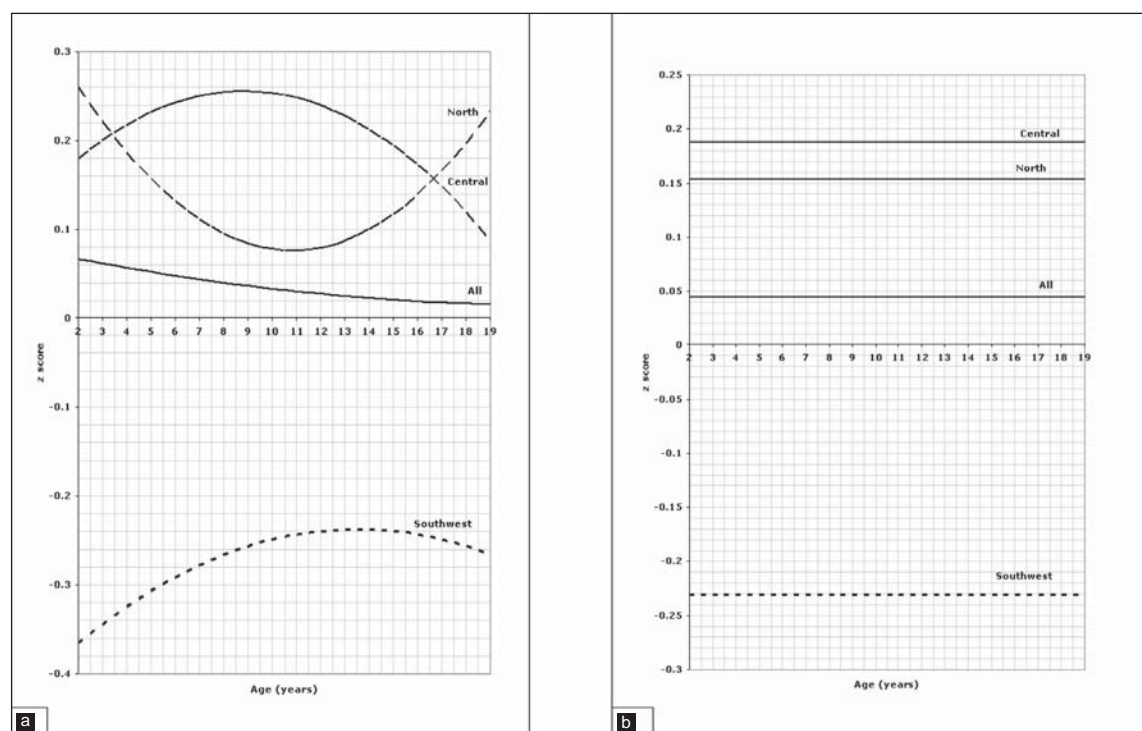 0.3
North
0.2
Central
0.1
All
0
2 3 4 5 6 7 8 9 10 11 12 13 14 15 16 17 18 19
z score
-0.1
-0.2
Southwest
-0.3
-0.4
Age (years)
a
0.25
0.2
Central
North
0.15
0.1
All
0.05
0
2 3 4 5 6 7 8 9 10 11 12 13 14 15 16 17 18 19
z score
-0.05
-0.1
-0.15
-0.2
Southwest
-0.25
-0.3
Age (years)
b